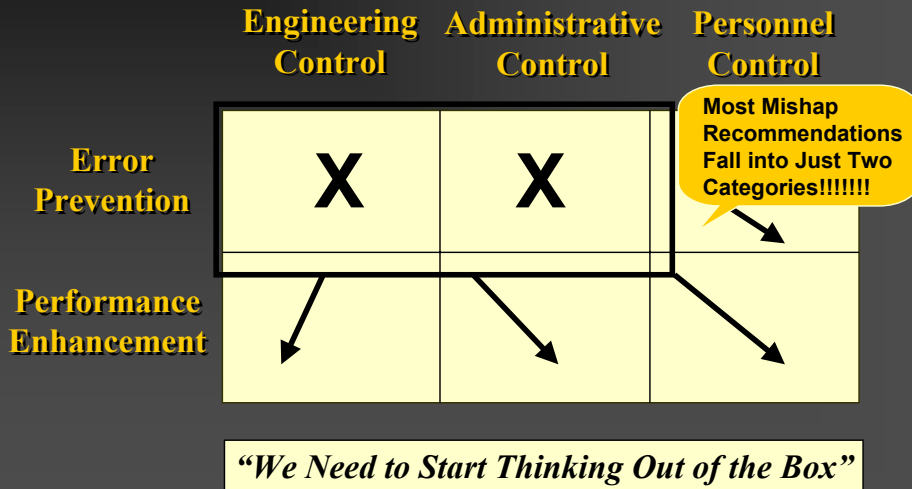 Engineering Control
Administrative Control
Personnel Control
Most Mishap
Recommendations
Fall into Just Two
Categories!!!!!!!
Error
Prevention
X
X
Performance
Enhancement
“We Need to Start Thinking Out of the Box”